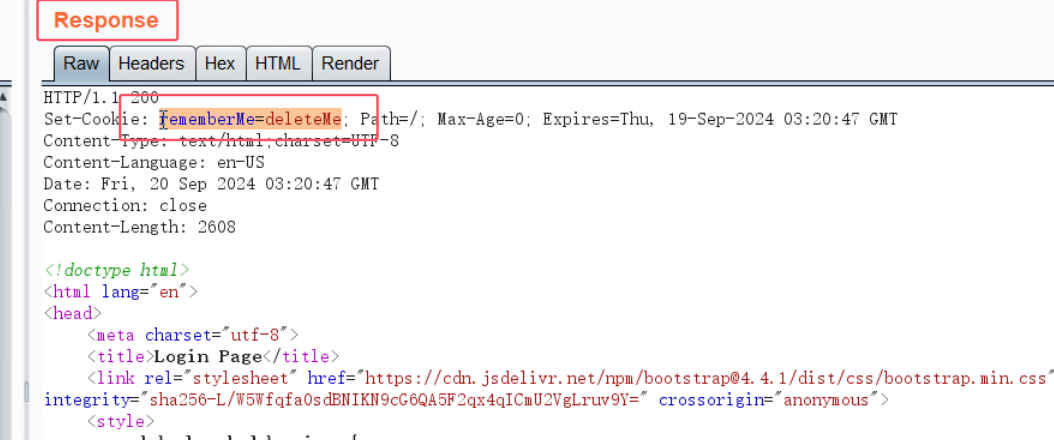 Response
Raw Headers Hex HTML Render
HTTP/1.1 200
Set-Cookie: rememberMe=deleteMe; Path=/; Max-Age=0; Expires=Thu, 19-Sep-2024 03:20:47 GMT
Content-Type: text/html;charset=UTF-8
Content-Language: en-US
Date: Fri, 20 Sep 2024 03:20:47 GMT
Connection: close
Content-Length: 2608
<!doctype html>
<html lang="en">
<head>
<meta charset="utf-8">
<title>Login Page</title>
<link rel="stylesheet" href="https://cdn.jsdelivr.net/npm/bootstrap@4.4.1/dist/css/bootstrap.min.css"
integrity="sha256-L/W5Wfqfa0sdBNIKN9cG6QA5F2qx4qICmU2VgLruv9Y=" crossorigin="anonymous">
<style>